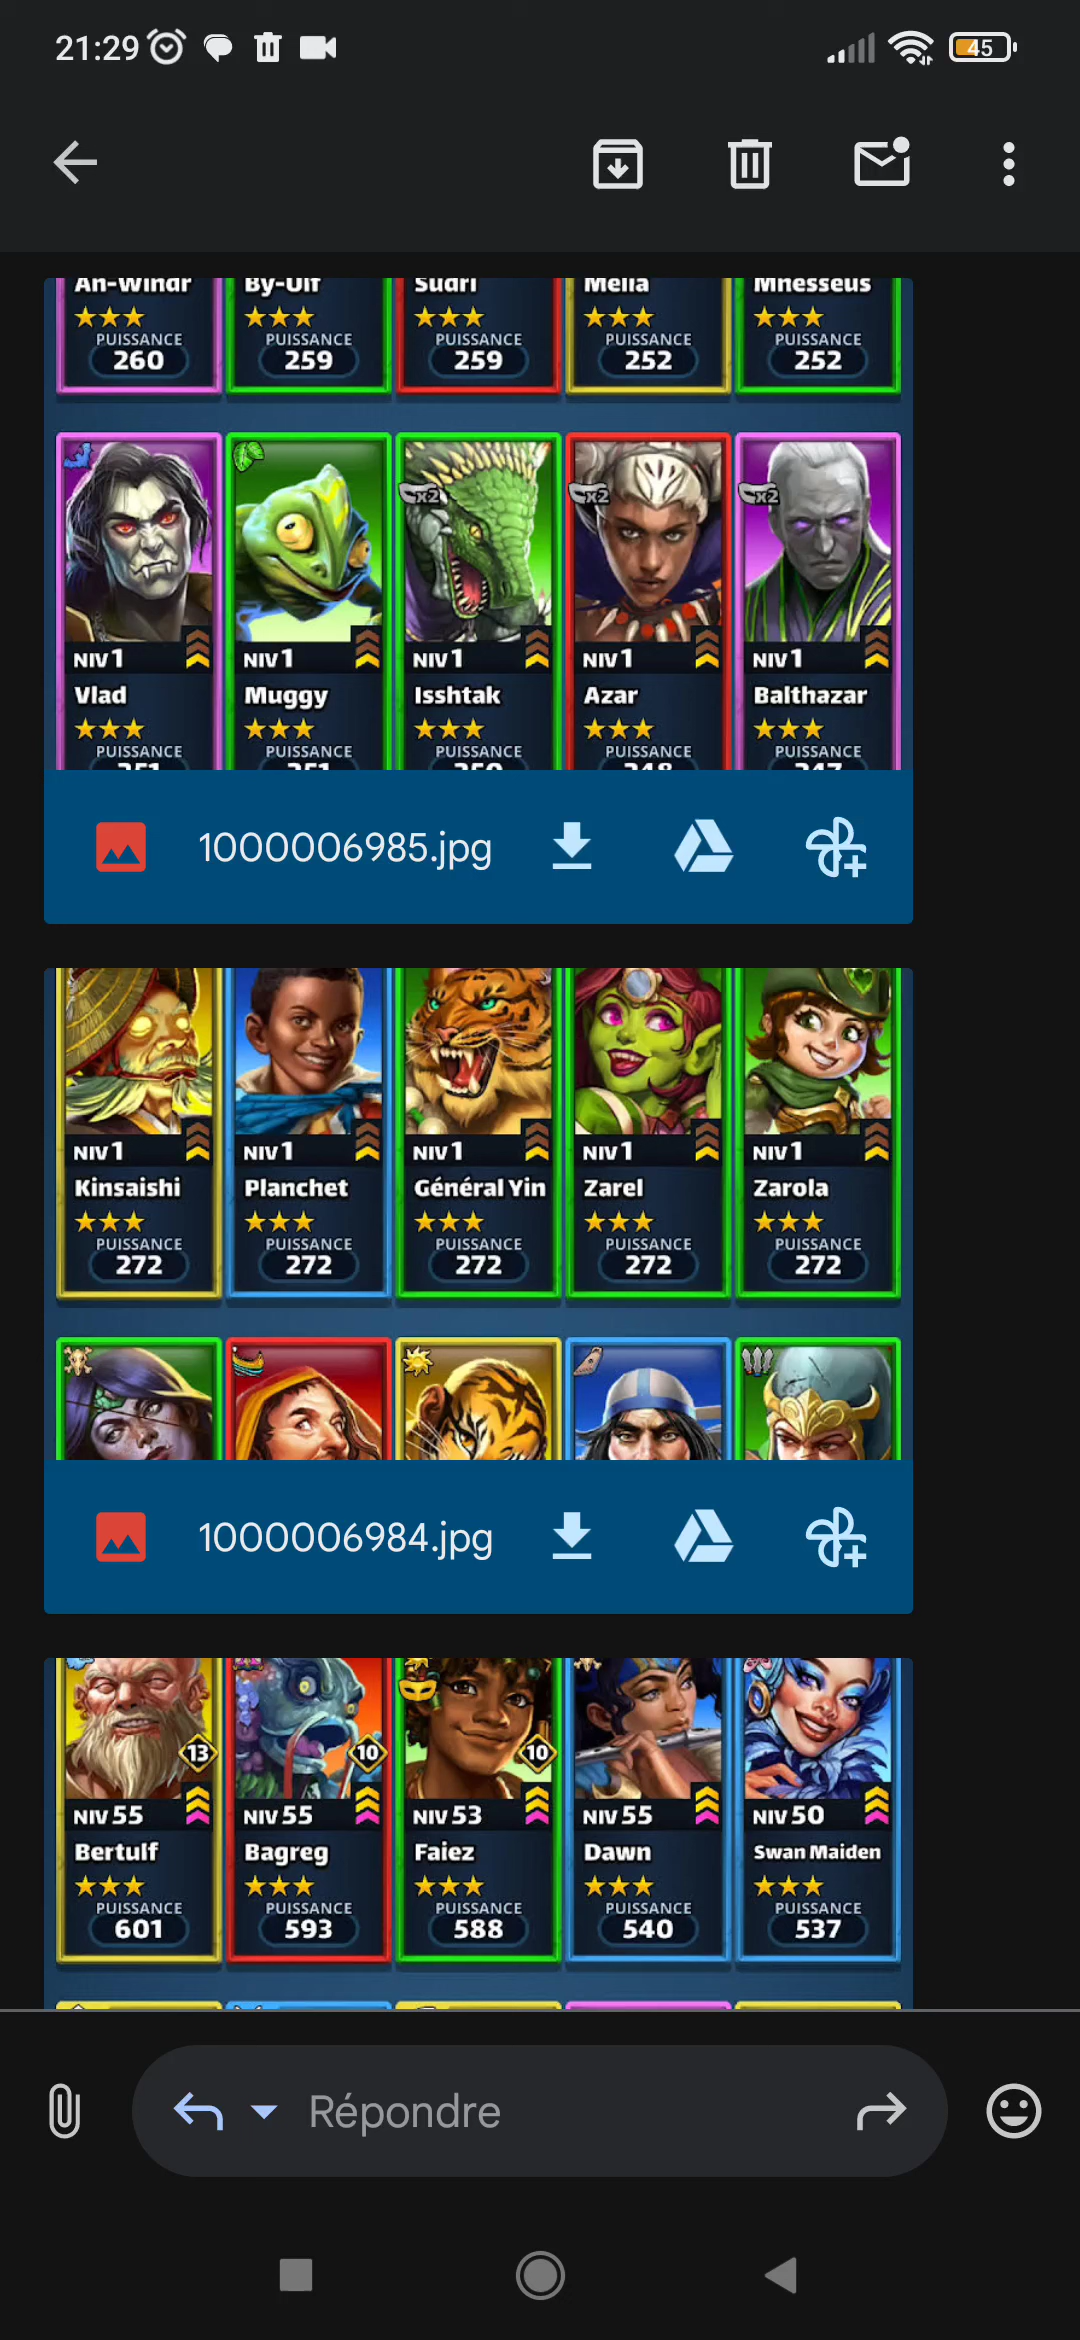 21:29 45
An-Windr By-Ulf Sudri Melia Mnesseus
PUISSANCE PUISSANCE PUISSANCE PUISSANCE PUISSANCE
260 259 259 252 252
x2 x2 x2
NIV 1 NIV 1 NIV 1 NIV 1 NIV 1
Vlad Muggy Isshtak Azar Balthazar
PUISSANCE PUISSANCE PUISSANCE PUISSANCE PUISSANCE
251 251 250 248 247
1000006985.jpg
NIV 1 NIV 1 NIV 1 NIV 1 NIV 1
Kinsaishi Planchet Général Yin Zarel Zarola
PUISSANCE PUISSANCE PUISSANCE PUISSANCE PUISSANCE
272 272 272 272 272
1000006984.jpg
13 10 10
NIV 55 NIV 55 NIV 53 NIV 55 NIV 50
Bertulf Bagreg Faiez Dawn Swan Maiden
PUISSANCE PUISSANCE PUISSANCE PUISSANCE PUISSANCE
601 593 588 540 537
Répondre